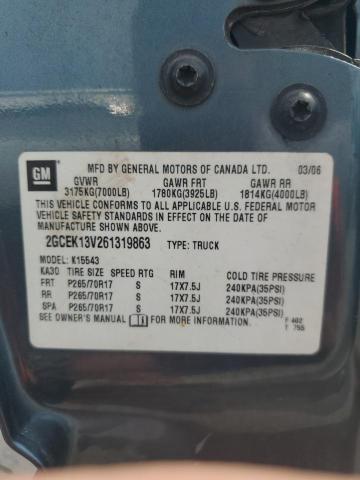 GM
MFD BY GENERAL MOTORS OF CANADA LTD. 03/06
GVWR GAWR FRT GAWR RR
3175KG(7000LB) 1780KG(3925LB) 1814KG(4000LB)
THIS VEHICLE CONFORMS TO ALL APPLICABLE U.S. FEDERAL MOTOR
VEHICLE SAFETY STANDARDS IN EFFECT ON THE DATE OF
MANUFACTURE SHOWN ABOVE.
2GCEK13V261319863 TYPE: TRUCK
MODEL: K15543
KA30 TIRE SIZE SPEED RTG RIM COLD TIRE PRESSURE
FRT P265/70R17 S 17X7.5J 240KPA(35PSI)
RR P265/70R17 S 17X7.5J 240KPA(35PSI)
SPA P265/70R17 S 17X7.5J 240KPA(35PSI)
SEE OWNER'S MANUAL FOR MORE INFORMATION F 402
T 755